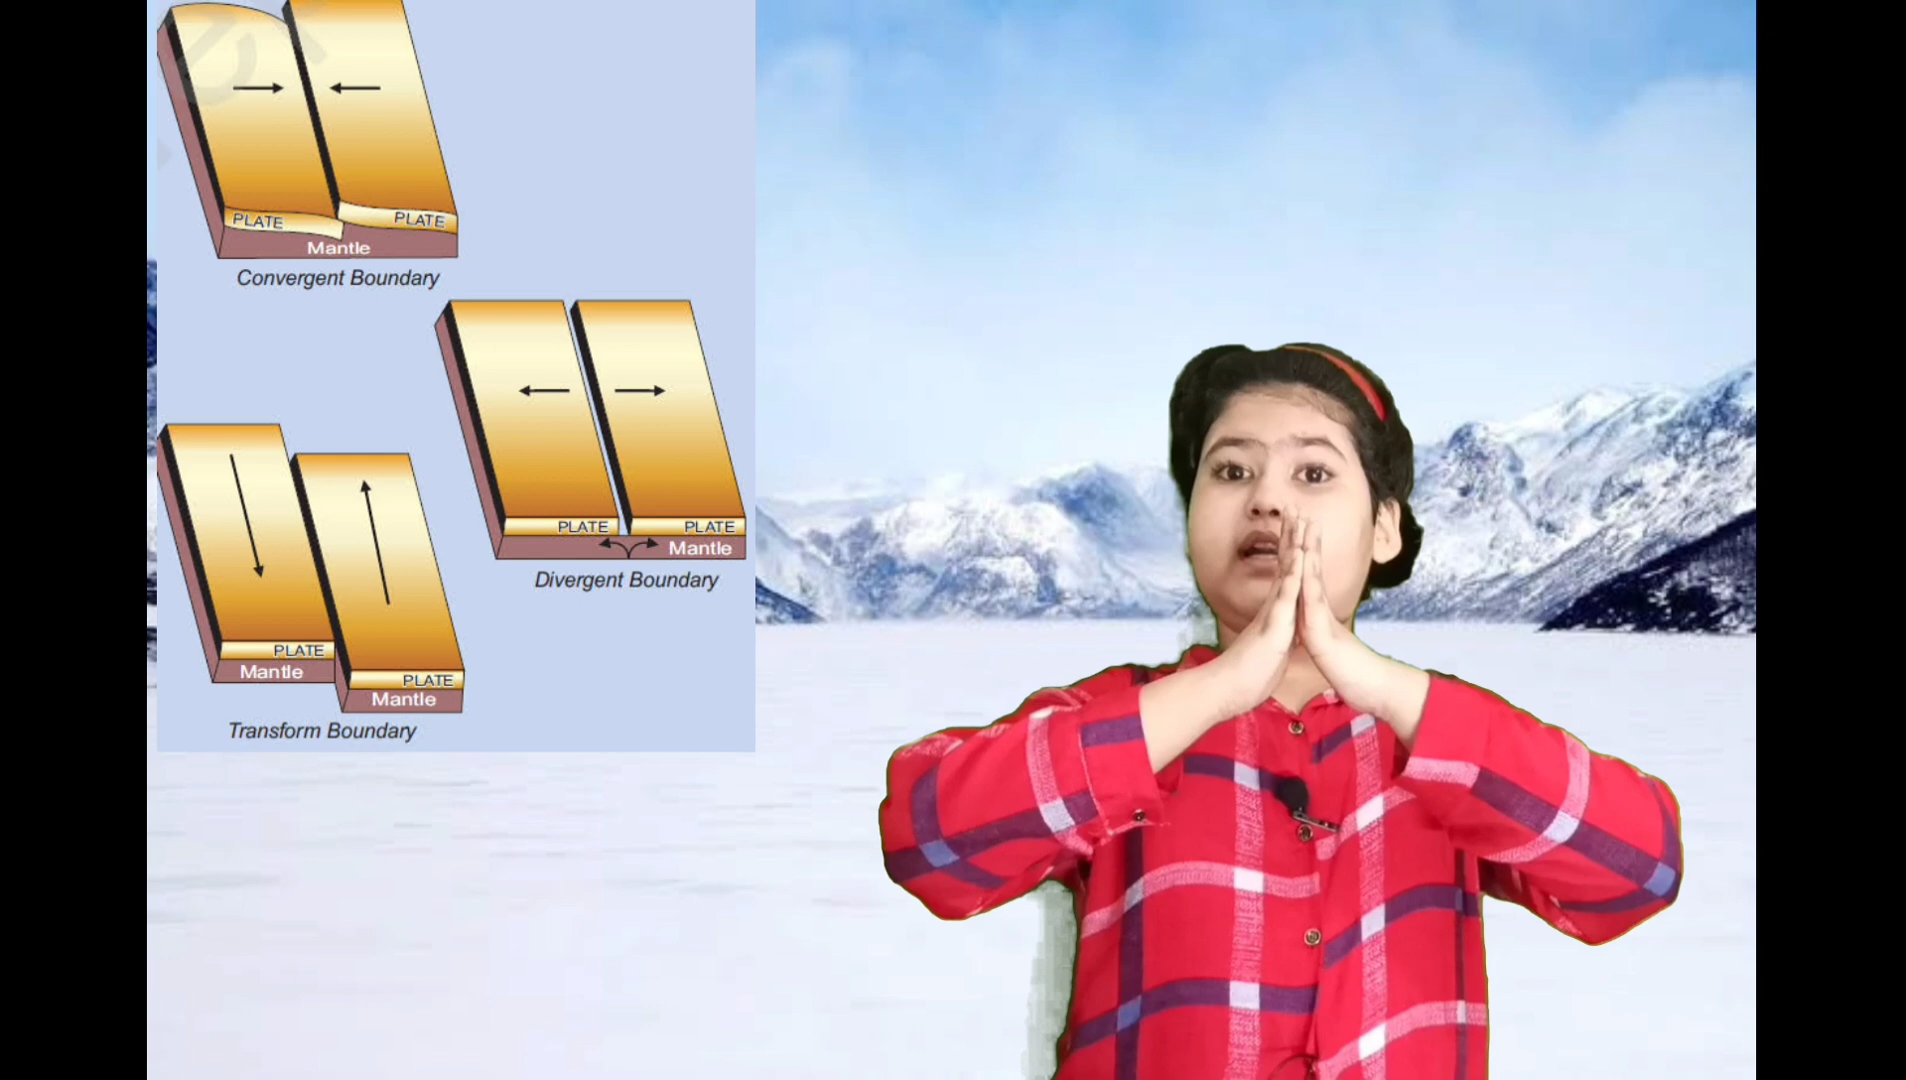 PLATE
PLATE
Mantle
Convergent Boundary
PLATE
PLATE
Mantle
Divergent Boundary
PLATE
Mantle
PLATE
Mantle
Transform Boundary